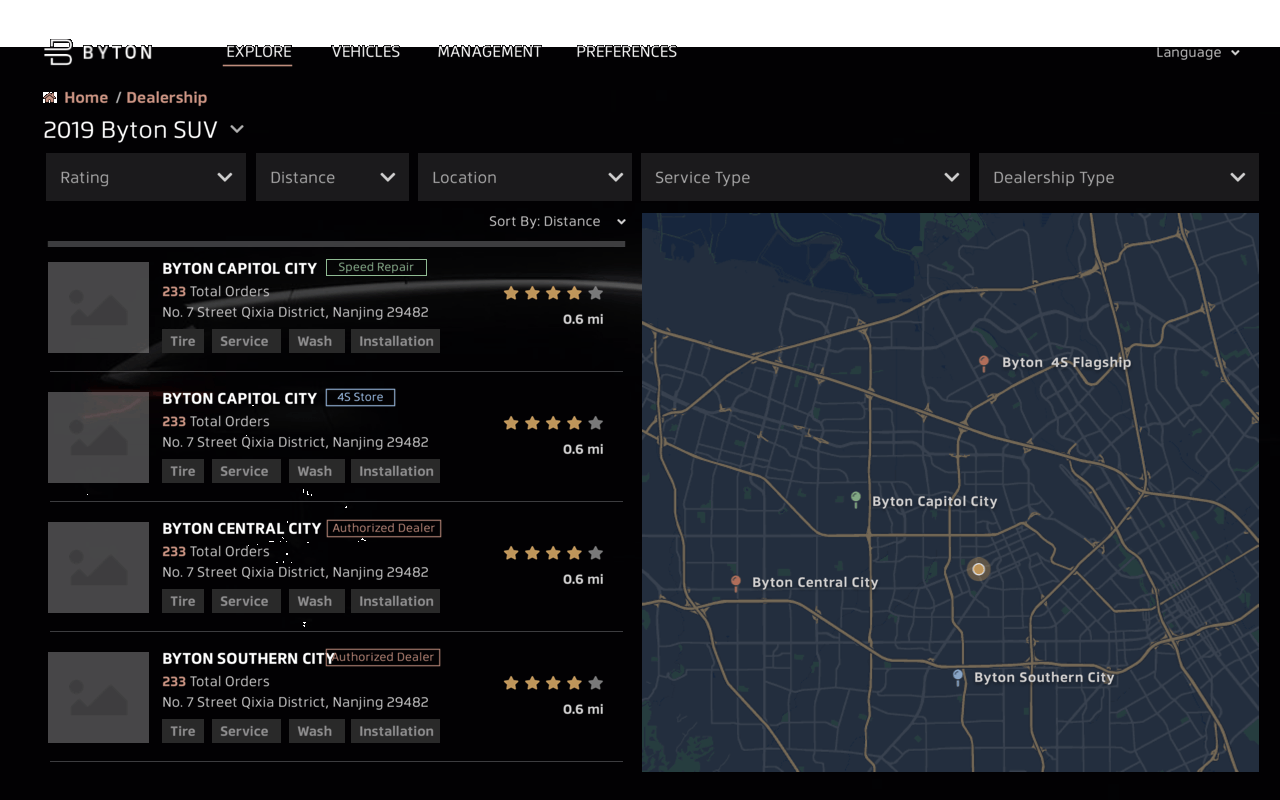 BYTON EXPLORE VEHICLES MANAGEMENT PREFERENCES Language
Home / Dealership
2019 Byton SUV
Rating Distance Location Service Type Dealership Type
Sort By: Distance
BYTON CAPITOL CITY Speed Repair
233 Total Orders
No. 7 Street Qixia District, Nanjing 29482
0.6 mi
Tire Service Wash Installation
BYTON CAPITOL CITY 4S Store
233 Total Orders
No. 7 Street Qixia District, Nanjing 29482
0.6 mi
Tire Service Wash Installation
BYTON CENTRAL CITY Authorized Dealer
233 Total Orders
No. 7 Street Qixia District, Nanjing 29482
0.6 mi
Tire Service Wash Installation
BYTON SOUTHERN CITY Authorized Dealer
233 Total Orders
No. 7 Street Qixia District, Nanjing 29482
0.6 mi
Tire Service Wash Installation
Byton 4S Flagship
Byton Capitol City
Byton Central City
Byton Southern City